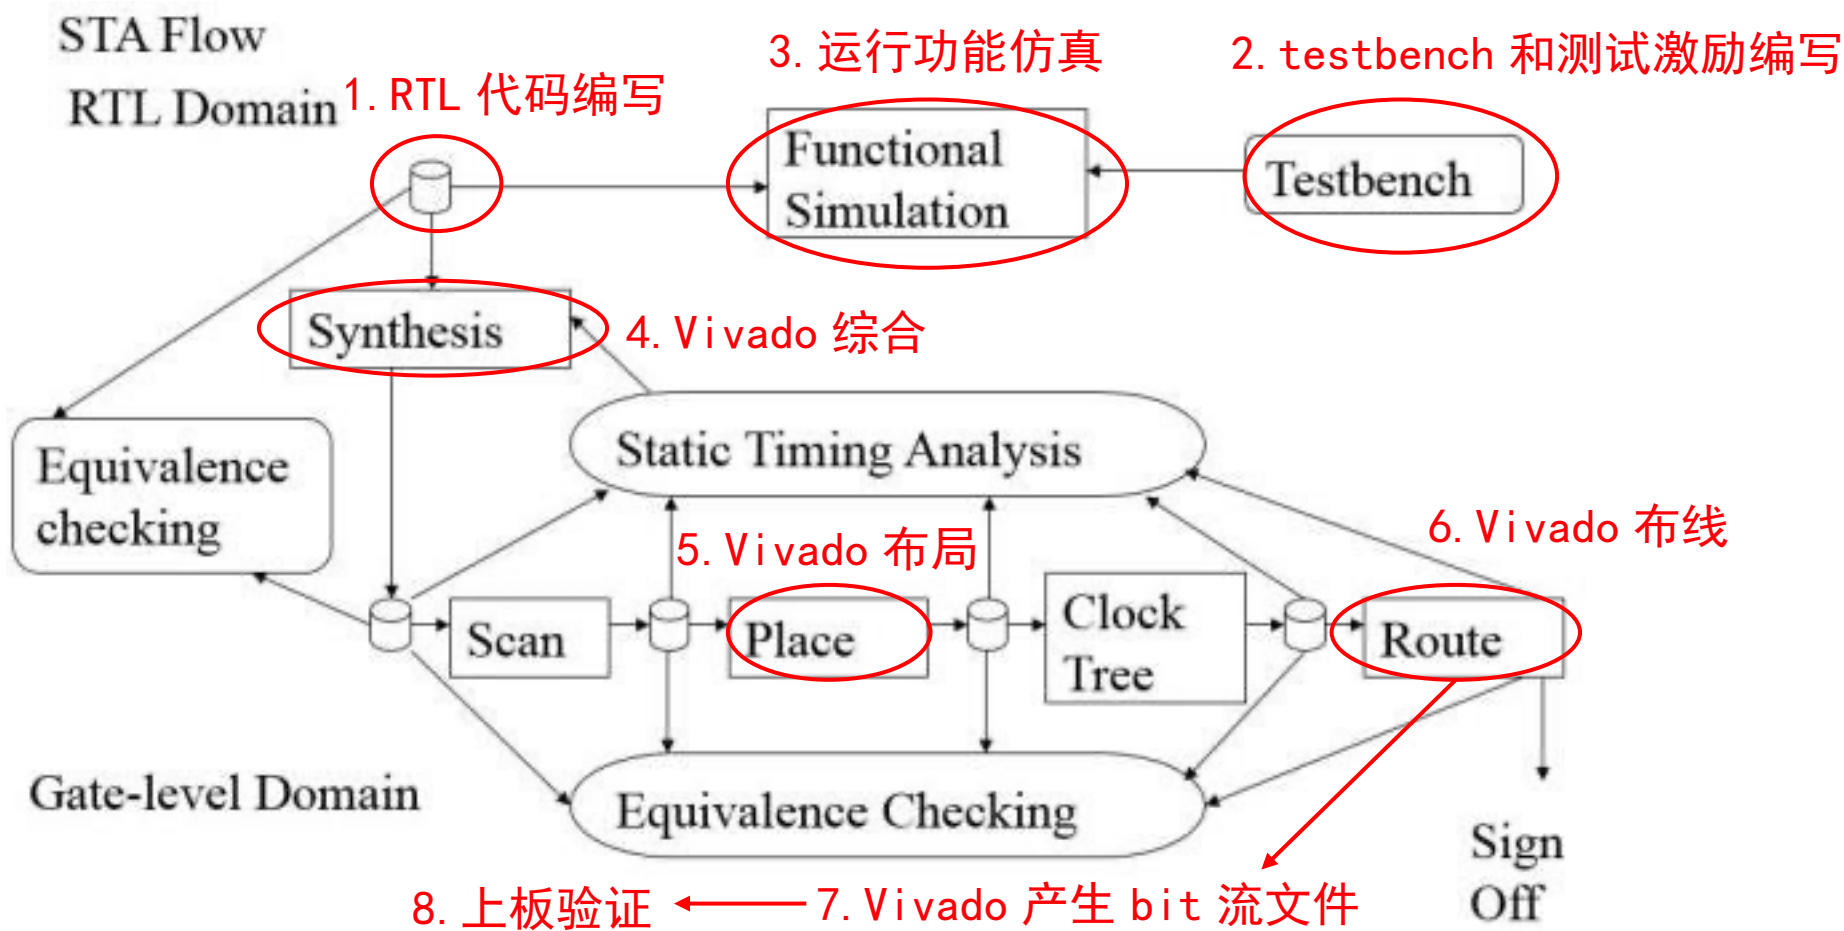 STA Flow
RTL Domain
1.RTL 代码编写
3.运行功能仿真
2.testbench 和测试激励编写
Functional
Simulation
Testbench
Synthesis
4.Vivado 综合
Equivalence
checking
Static Timing Analysis
5.Vivado 布局
6.Vivado 布线
Scan
Place
Clock
Tree
Route
Gate-level Domain
Equivalence Checking
Sign
Off
7.Vivado 产生 bit 流文件
8.上板验证